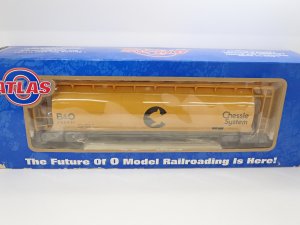 ATLAS
B&O
Chessie
System
The Future Of O Model Railroading Is Here!